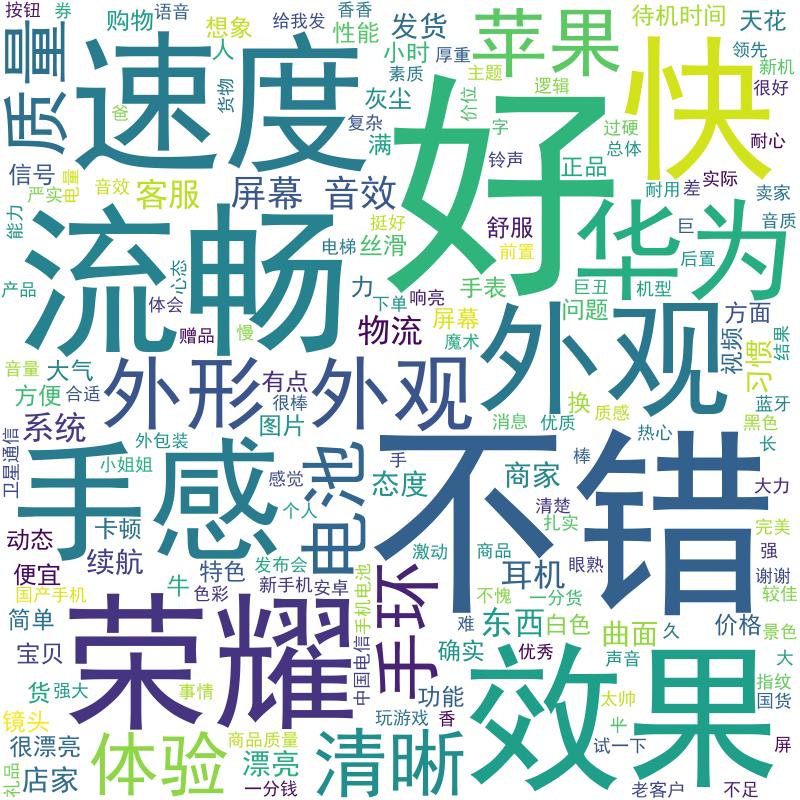 按钮
券
购物
语音
给我发
想象
人
香香
性能
发货
小时
素质
厚重
苹果
主题
待机时间
天花
领先
新机
很好
质量
速度
爸
货物
复杂
灰尘
满
好
价位
逻辑
字
铃声
过硬
总体
正品
快
耐心
信号
严实
电量
音效
客服
屏幕
音效
挺好
丝滑
电梯
舒服
前置
手表
华为
耐用
差
实际
卖家
音质
巨
后置
巨丑
机型
问题
能力
产品
流畅
心态
体会
赠品
慢
力
下单
响亮
物流
屏幕
魔术
外观
方面
视频
习惯
结果
蓝牙
黑色
长
音量
大气
方便
合适
外形
外观
有点
很棒
图片
系统
外包装
小姐姐
卫星通信
换
质感
消息
优质
热心
手感
电池
感觉
个人
手
态度
不错
商家
棒
清楚
扎实
大力
完美
强
谢谢
较佳
动态
卡顿
续航
便宜
国产手机
牛
特色
色彩
发布会
新手机
安卓
激动
商品
耳机
眼熟
不愧
一分货
简单
宝贝
荣耀
中国电信
手机电池
手环
难
东西
白色
曲面
久
价格
景色
大
确实
优秀
声音
指纹
国货
太帅
货
强大
事情
功能
玩游戏
香
效果
半
试一下
屏
镜头
很漂亮
礼品
店家
体验
商品质量
漂亮
一分钱
清晰
老客户
不足